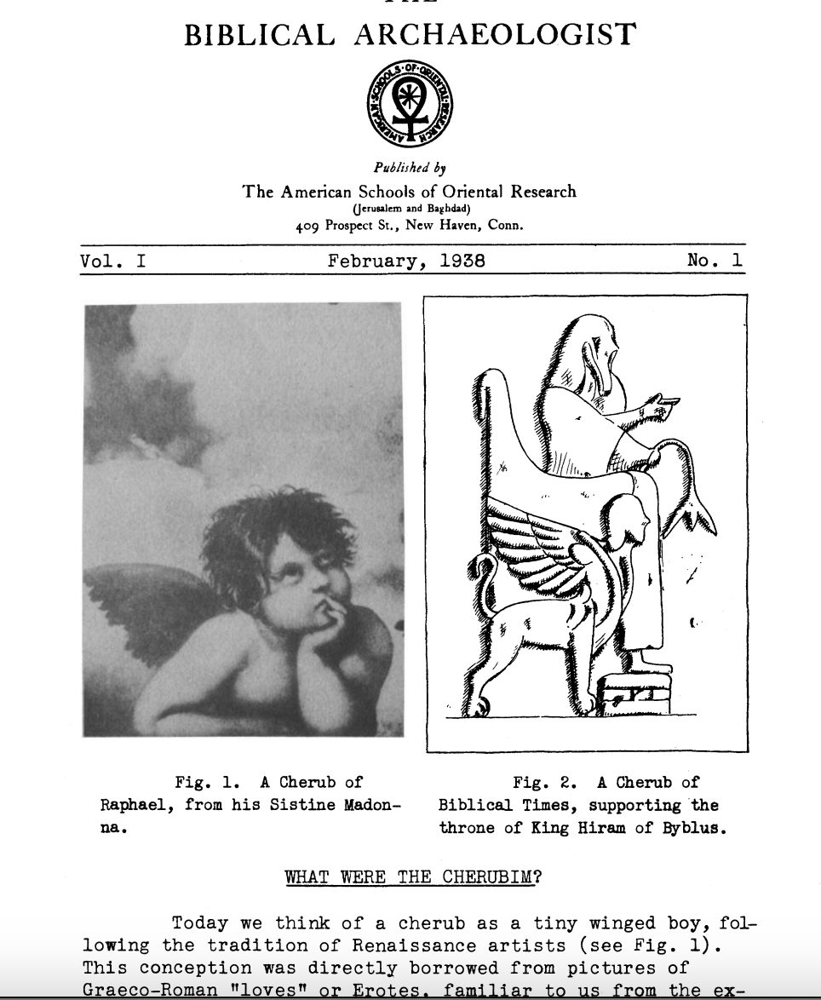 THE
BIBLICAL ARCHAEOLOGIST
AMERICAN·SCHOOLS·OF·ORIENTAL·RESEARCH
Published by
The American Schools of Oriental Research
(Jerusalem and Baghdad)
409 Prospect St., New Haven, Conn.
Vol. I February, 1938 No. 1
Fig. 1. A Cherub of
Raphael, from his Sistine Madon-
na.
Fig. 2. A Cherub of
Biblical Times, supporting the
throne of King Hiram of Byblus.
WHAT WERE THE CHERUBIM?
Today we think of a cherub as a tiny winged boy, fol-
lowing the tradition of Renaissance artists (see Fig. 1).
This conception was directly borrowed from pictures of
Graeco-Roman "loves" or Erotes, familiar to us from the ex-